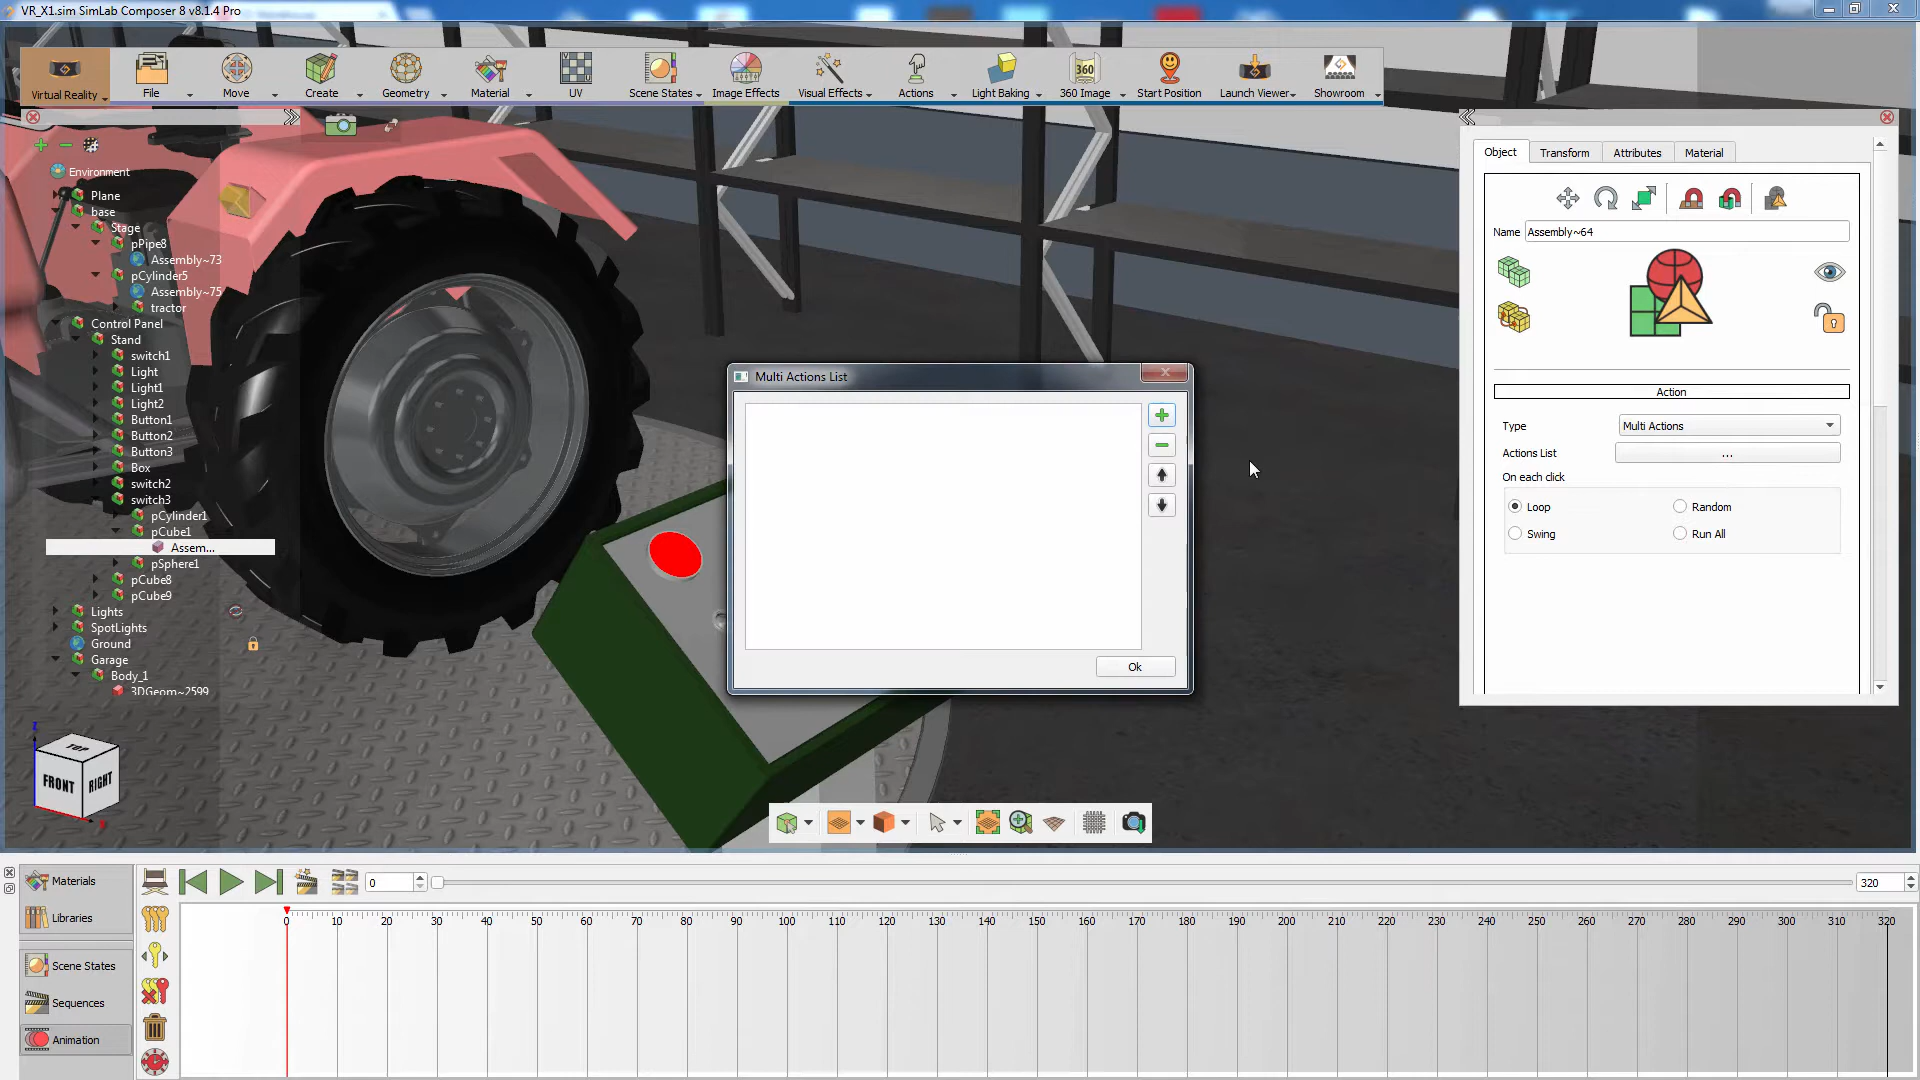 VR_X1.sim SimLab Composer 8 v8.1.4 Pro
Virtual Reality
File
Move
Create
Geometry
Material
UV
Scene States
Image Effects
Visual Effects
Actions
Light Baking
360 Image
Start Position
Launch Viewer
Showroom
360
Environment
Plane
base
Stage
pPipe8
Assembly~73
pCylinder5
Assembly~75
tractor
Control Panel
Stand
switch1
Light
Light1
Light2
Button1
Button2
Button3
Box
switch2
switch3
pCylinder1
pCube1
Assem...
pSphere1
pCube8
pCube9
Lights
SpotLights
Ground
Garage
Body_1
3DGeom~2599
Multi Actions List
Ok
Object
Transform
Attributes
Material
Name
Assembly~64
Action
Type
Multi Actions
Actions List
...
On each click
Loop
Random
Swing
Run All
Z
TOP
FRONT
RIGHT
Materials
Libraries
Scene States
Sequences
Animation
0
320
0 10 20 30 40 50 60 70 80 90 100 110 120 130 140 150 160 170 180 190 200 210 220 230 240 250 260 270 280 290 300 310 320